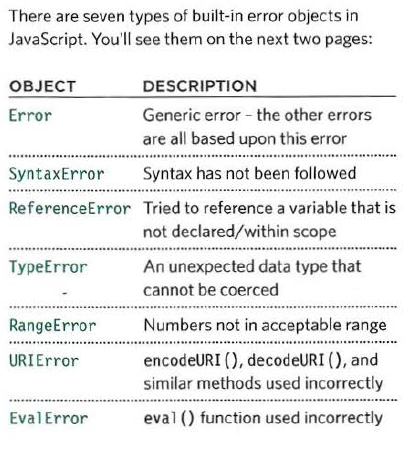 There are seven types of built-in error objects in
JavaScript. You'll see them on the next two pages:
OBJECT DESCRIPTION
Error Generic error - the other errors
are all based upon this error
SyntaxError Syntax has not been followed
ReferenceError Tried to reference a variable that is
not declared/within scope
TypeError An unexpected data type that
cannot be coerced
RangeError Numbers not in acceptable range
URIError encodeURI(), decodeURI(), and
similar methods used incorrectly
EvalError eval() function used incorrectly